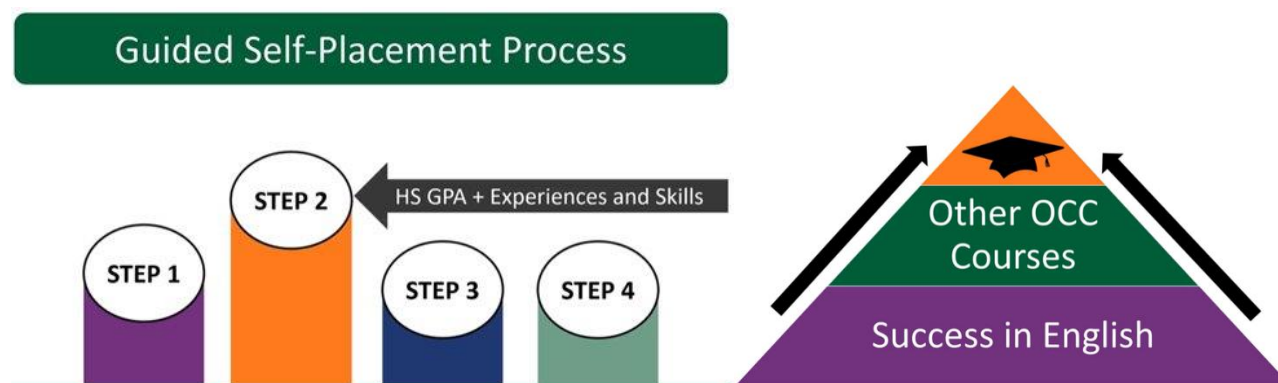 Guided Self-Placement Process
STEP 1
STEP 2
HS GPA + Experiences and Skills
STEP 3
STEP 4
Other OCC
Courses
Success in English